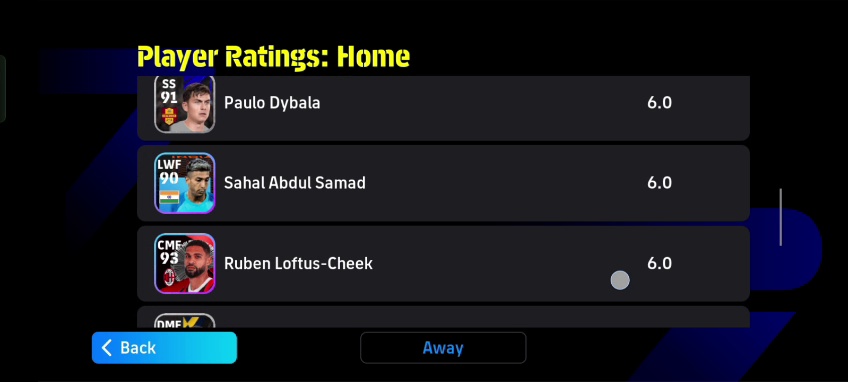 Player Ratings: Home
SS
91
Paulo Dybala
6.0
LWF
90
Sahal Abdul Samad
6.0
CMF
93
Ruben Loftus-Cheek
6.0
DMF
Back
Away